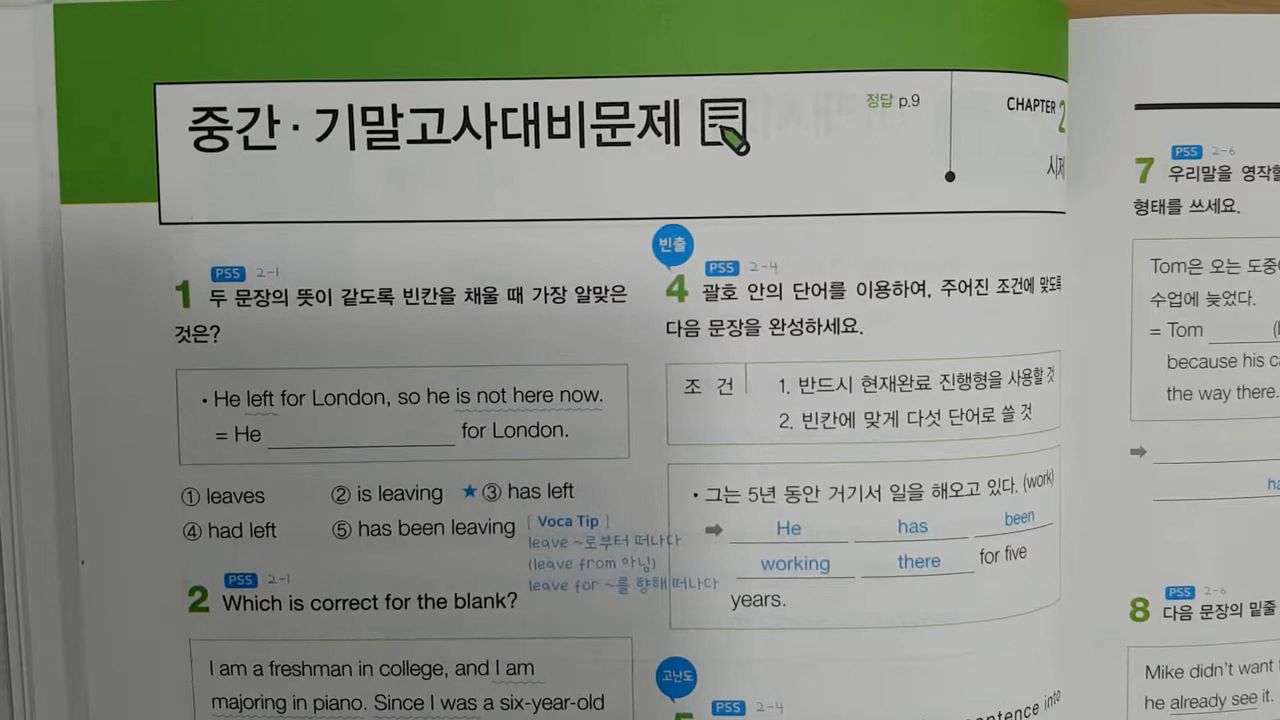 중간·기말고사대비문제
정답 p.9
CHAPTER 2
시제
PSS 2-1
1 두 문장의 뜻이 같도록 빈칸을 채울 때 가장 알맞은
것은?
• He left for London, so he is not here now.
= He ____________ for London.
① leaves ② is leaving ★ ③ has left
④ had left ⑤ has been leaving
[ Voca Tip ]
leave ~로부터 떠나다
(leave from 아님)
leave for ~를 향해 떠나다
PSS 2-1
2 Which is correct for the blank?
I am a freshman in college, and I am
majoring in piano. Since I was a six-year-old
빈출
PSS 2-4
4 괄호 안의 단어를 이용하여, 주어진 조건에 맞도록
다음 문장을 완성하세요.
조 건 1. 반드시 현재완료 진행형을 사용할 것
2. 빈칸에 맞게 다섯 단어로 쓸 것
• 그는 5년 동안 거기서 일을 해오고 있다. (work)
➡ He has been
working there for five
years.
고난도
PSS 2-4
5 sentence into
PSS 2-6
7 우리말을 영작할
형태를 쓰세요.
Tom은 오는 도중에
수업에 늦었다.
= Tom ______
because his ca
the way there.
➡
ha
PSS 2-6
8 다음 문장의 밑줄
Mike didn't want t
he already see it.